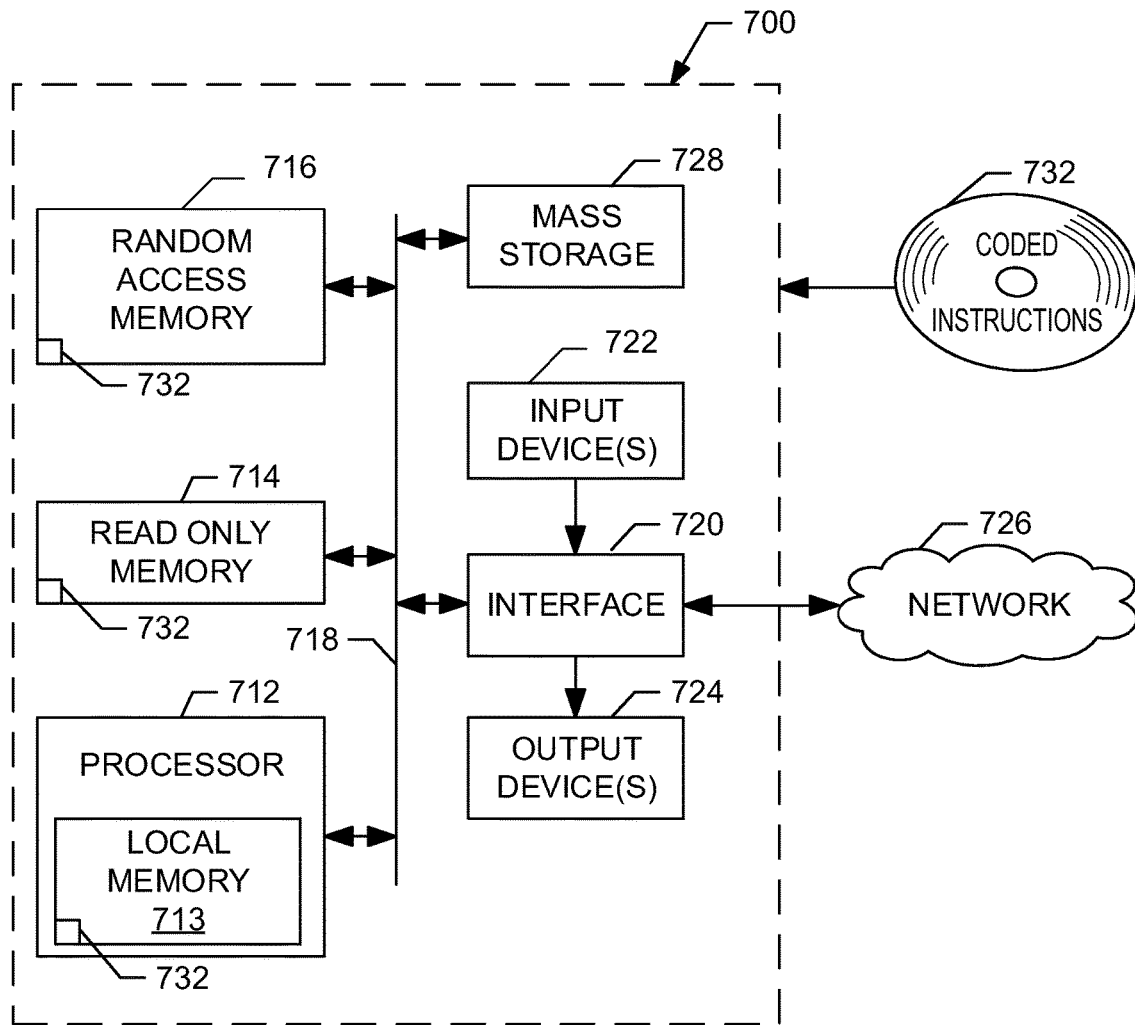 700
716
RANDOM
ACCESS
MEMORY
732
728
MASS
STORAGE
732
CODED
INSTRUCTIONS
722
INPUT
DEVICE(S)
714
READ ONLY
MEMORY
732
720
INTERFACE
726
NETWORK
718
712
PROCESSOR
LOCAL
MEMORY
713
732
724
OUTPUT
DEVICE(S)